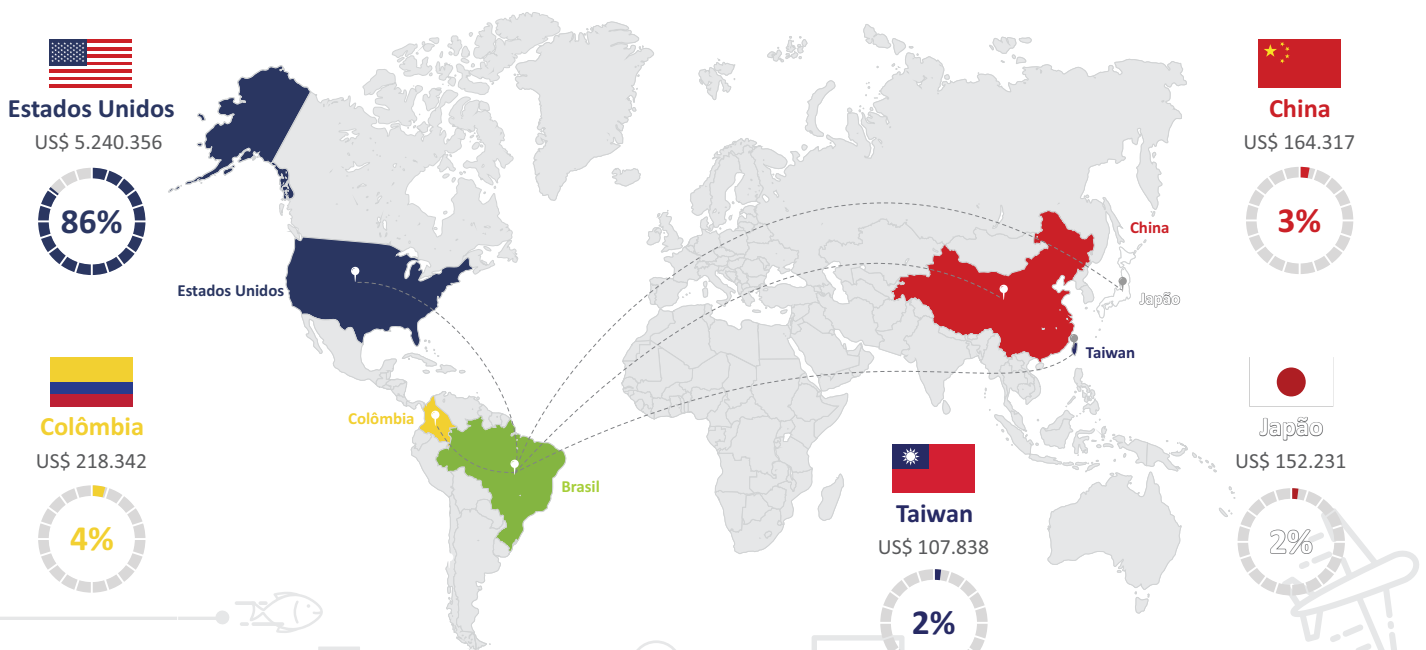 Estados Unidos
US$ 5.240.356
86%
Colômbia
US$ 218.342
4%
Estados Unidos
Colômbia
Brasil
China
Japão
Taiwan
Taiwan
US$ 107.838
2%
China
US$ 164.317
3%
Japão
US$ 152.231
2%